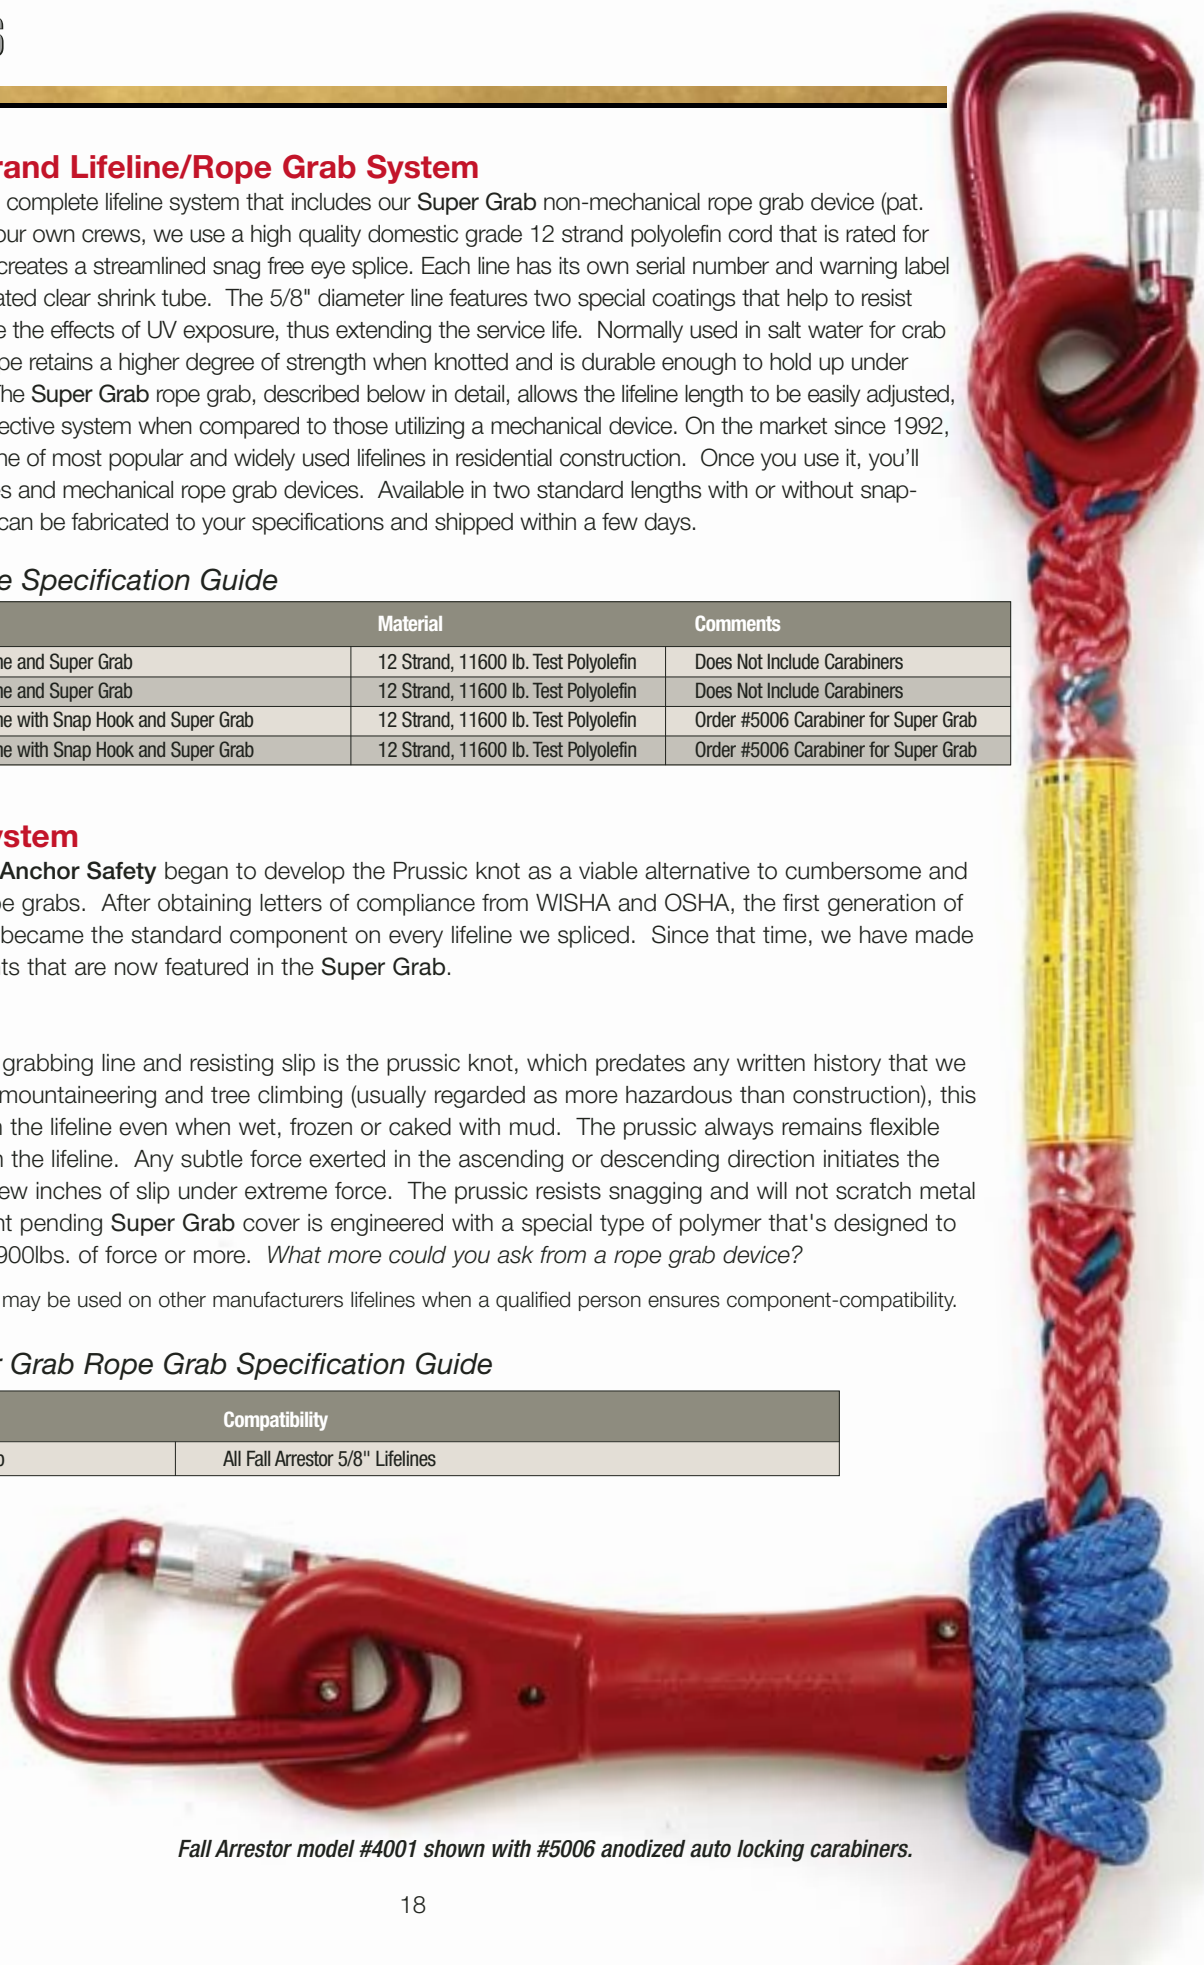 rand Lifeline/Rope Grab System
complete lifeline system that includes our Super Grab non-mechanical rope grab device (pat.
our own crews, we use a high quality domestic grade 12 strand polyolefin cord that is rated for
creates a streamlined snag free eye splice. Each line has its own serial number and warning label
ated clear shrink tube. The 5/8" diameter line features two special coatings that help to resist
e the effects of UV exposure, thus extending the service life. Normally used in salt water for crab
pe retains a higher degree of strength when knotted and is durable enough to hold up under
he Super Grab rope grab, described below in detail, allows the lifeline length to be easily adjusted,
ective system when compared to those utilizing a mechanical device. On the market since 1992,
ne of most popular and widely used lifelines in residential construction. Once you use it, you'll
s and mechanical rope grab devices. Available in two standard lengths with or without snap-
can be fabricated to your specifications and shipped within a few days.
e Specification Guide
Material Comments
ne and Super Grab 12 Strand, 11600 lb. Test Polyolefin Does Not Include Carabiners
ne and Super Grab 12 Strand, 11600 lb. Test Polyolefin Does Not Include Carabiners
ne with Snap Hook and Super Grab 12 Strand, 11600 lb. Test Polyolefin Order #5006 Carabiner for Super Grab
ne with Snap Hook and Super Grab 12 Strand, 11600 lb. Test Polyolefin Order #5006 Carabiner for Super Grab
ystem
Anchor Safety began to develop the Prussic knot as a viable alternative to cumbersome and
pe grabs. After obtaining letters of compliance from WISHA and OSHA, the first generation of
became the standard component on every lifeline we spliced. Since that time, we have made
ts that are now featured in the Super Grab.
grabbing line and resisting slip is the prussic knot, which predates any written history that we
mountaineering and tree climbing (usually regarded as more hazardous than construction), this
n the lifeline even when wet, frozen or caked with mud. The prussic always remains flexible
n the lifeline. Any subtle force exerted in the ascending or descending direction initiates the
ew inches of slip under extreme force. The prussic resists snagging and will not scratch metal
nt pending Super Grab cover is engineered with a special type of polymer that's designed to
900lbs. of force or more. What more could you ask from a rope grab device?
may be used on other manufacturers lifelines when a qualified person ensures component-compatibility.
r Grab Rope Grab Specification Guide
Compatibility
b All Fall Arrestor 5/8" Lifelines
Fall Arrestor model #4001 shown with #5006 anodized auto locking carabiners.
18